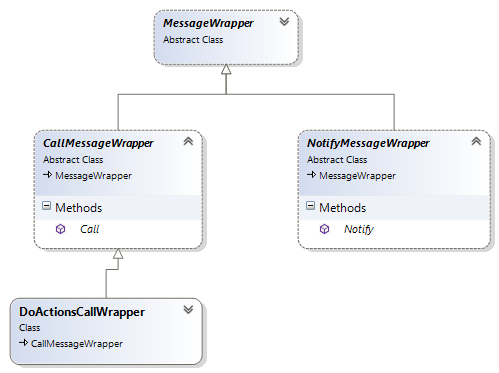 MessageWrapper
Abstract Class
CallMessageWrapper
Abstract Class
MessageWrapper
Methods
Call
NotifyMessageWrapper
Abstract Class
MessageWrapper
Methods
Notify
DoActionsCallWrapper
Class
CallMessageWrapper